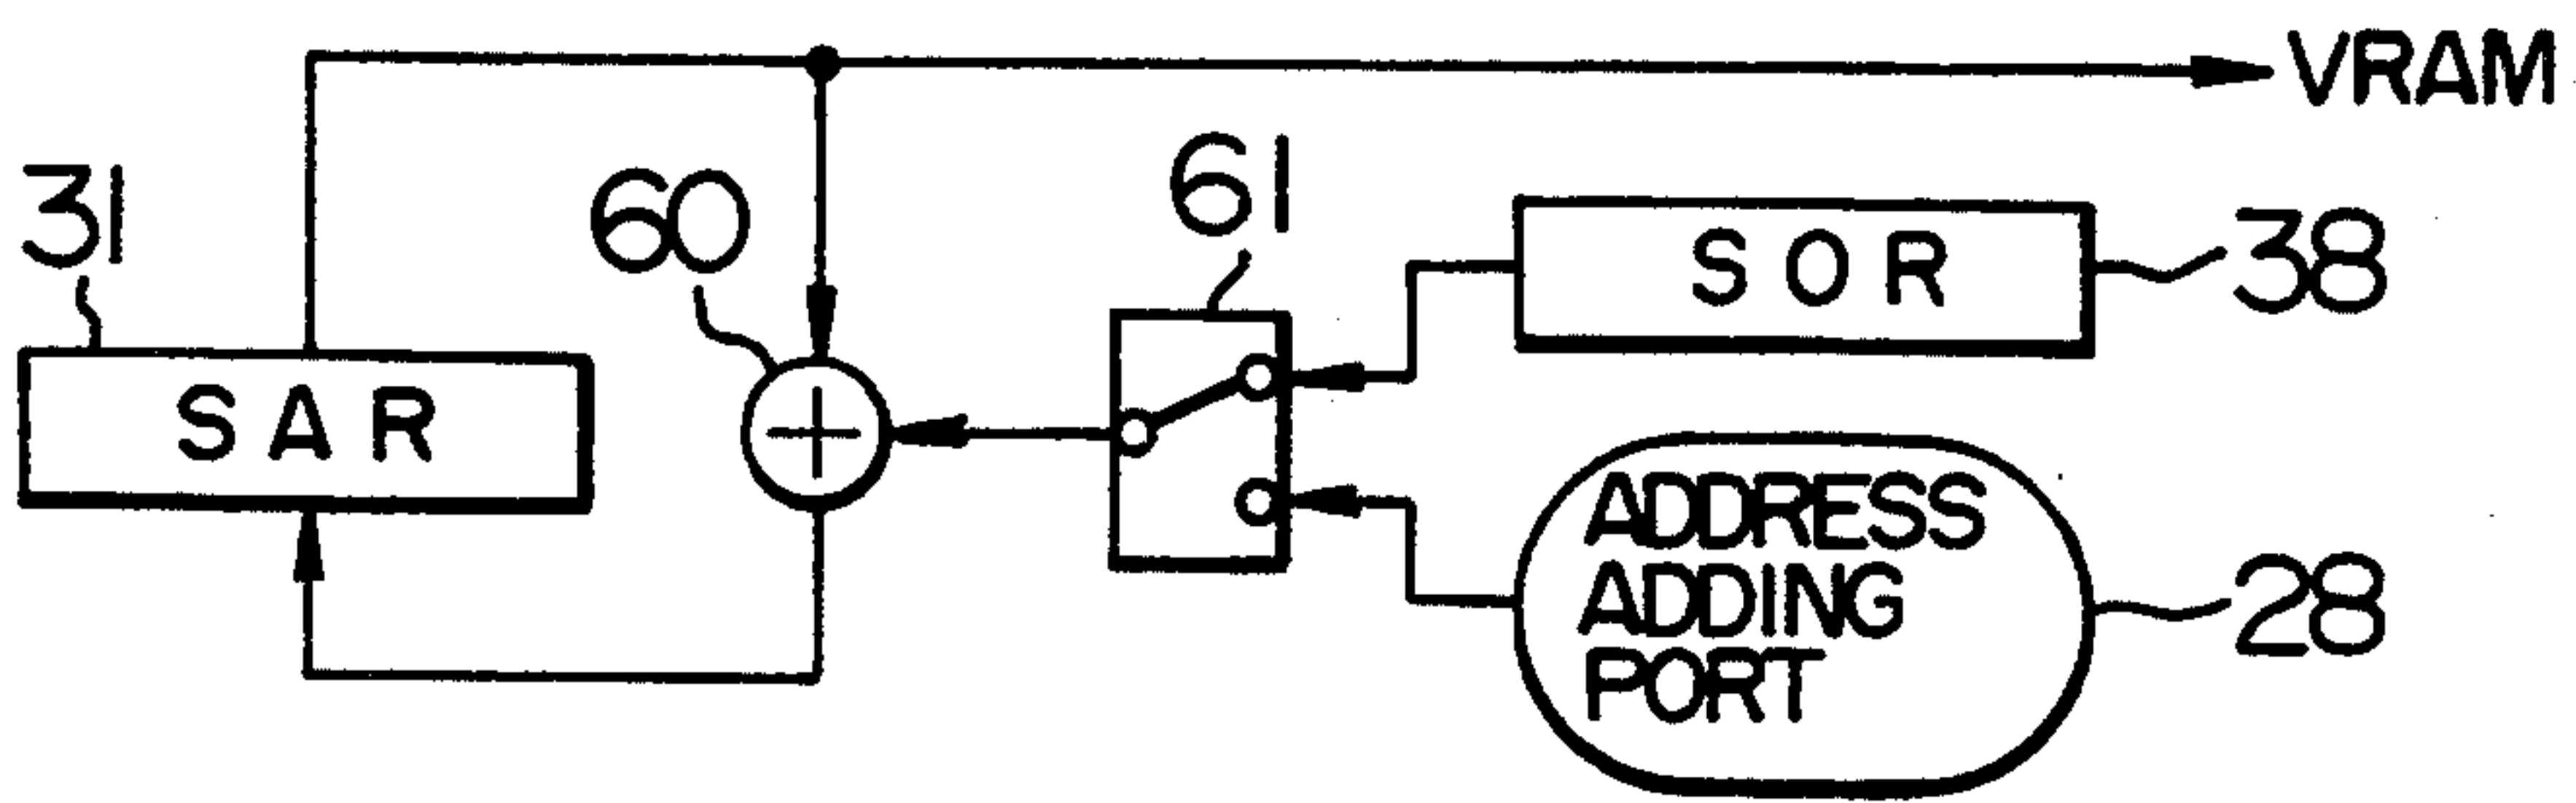 VRAM
31
60
61
SOR
38
SAR
ADDRESS
ADDING
PORT
28